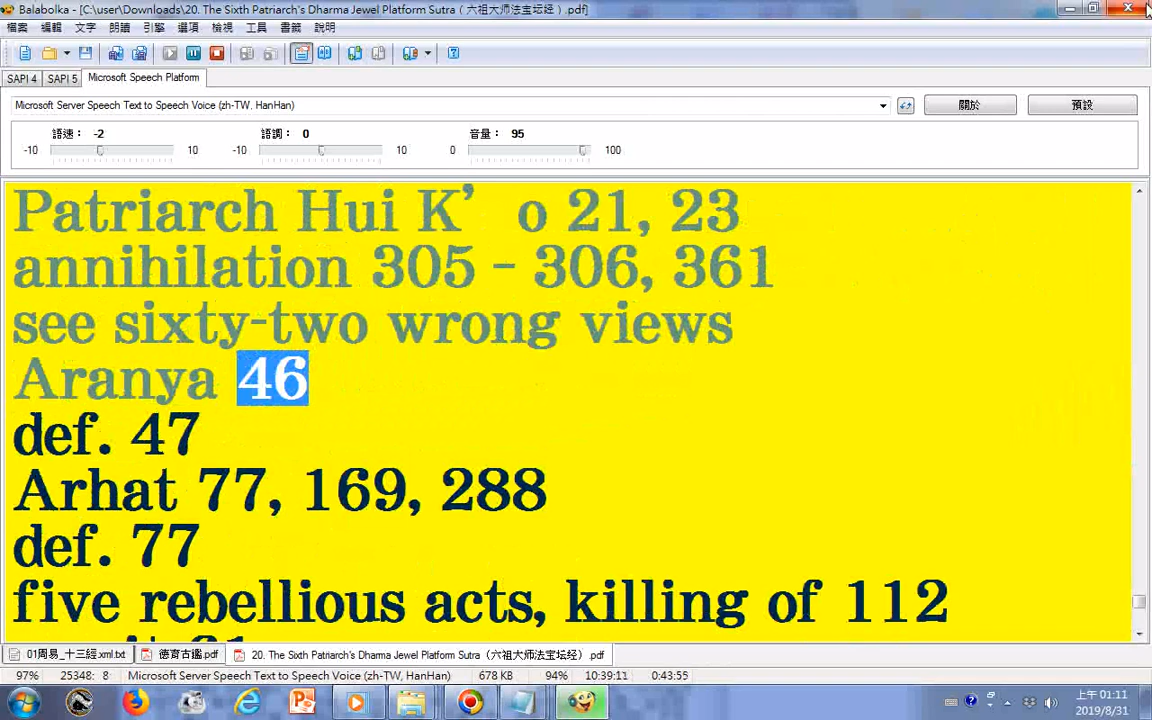 Balabolka - [C:\user\Downloads\20. The Sixth Patriarch's Dharma Jewel Platform Sutra（六祖大师法宝坛经）.pdf]
檔案 編輯 文字 朗讀 引擎 選項 檢視 工具 書籤 說明
SAPI 4 SAPI 5 Microsoft Speech Platform
Microsoft Server Speech Text to Speech Voice (zh-TW, HanHan) 關於 預設
語速： -2 語調： 0 音量： 95
-10 10 -10 10 0 100
Patriarch Hui K’ o 21, 23
annihilation 305 - 306, 361
see sixty-two wrong views
Aranya 46
def. 47
Arhat 77, 169, 288
def. 77
five rebellious acts, killing of 112
01周易_十三經.xml.txt 德育古鑑.pdf 20. The Sixth Patriarch's Dharma Jewel Platform Sutra（六祖大师法宝坛经）.pdf
97% 25348: 8 Microsoft Server Speech Text to Speech Voice (zh-TW, HanHan) 678 KB 94% 10:39:11 0:43:55
上午 01:11
2019/8/31